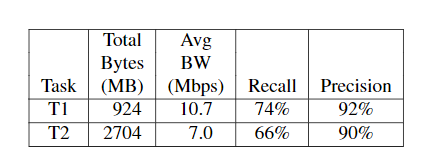 Total Avg
Bytes BW
Task (MB) (Mbps) Recall Precision
T1 924 10.7 74% 92%
T2 2704 7.0 66% 90%